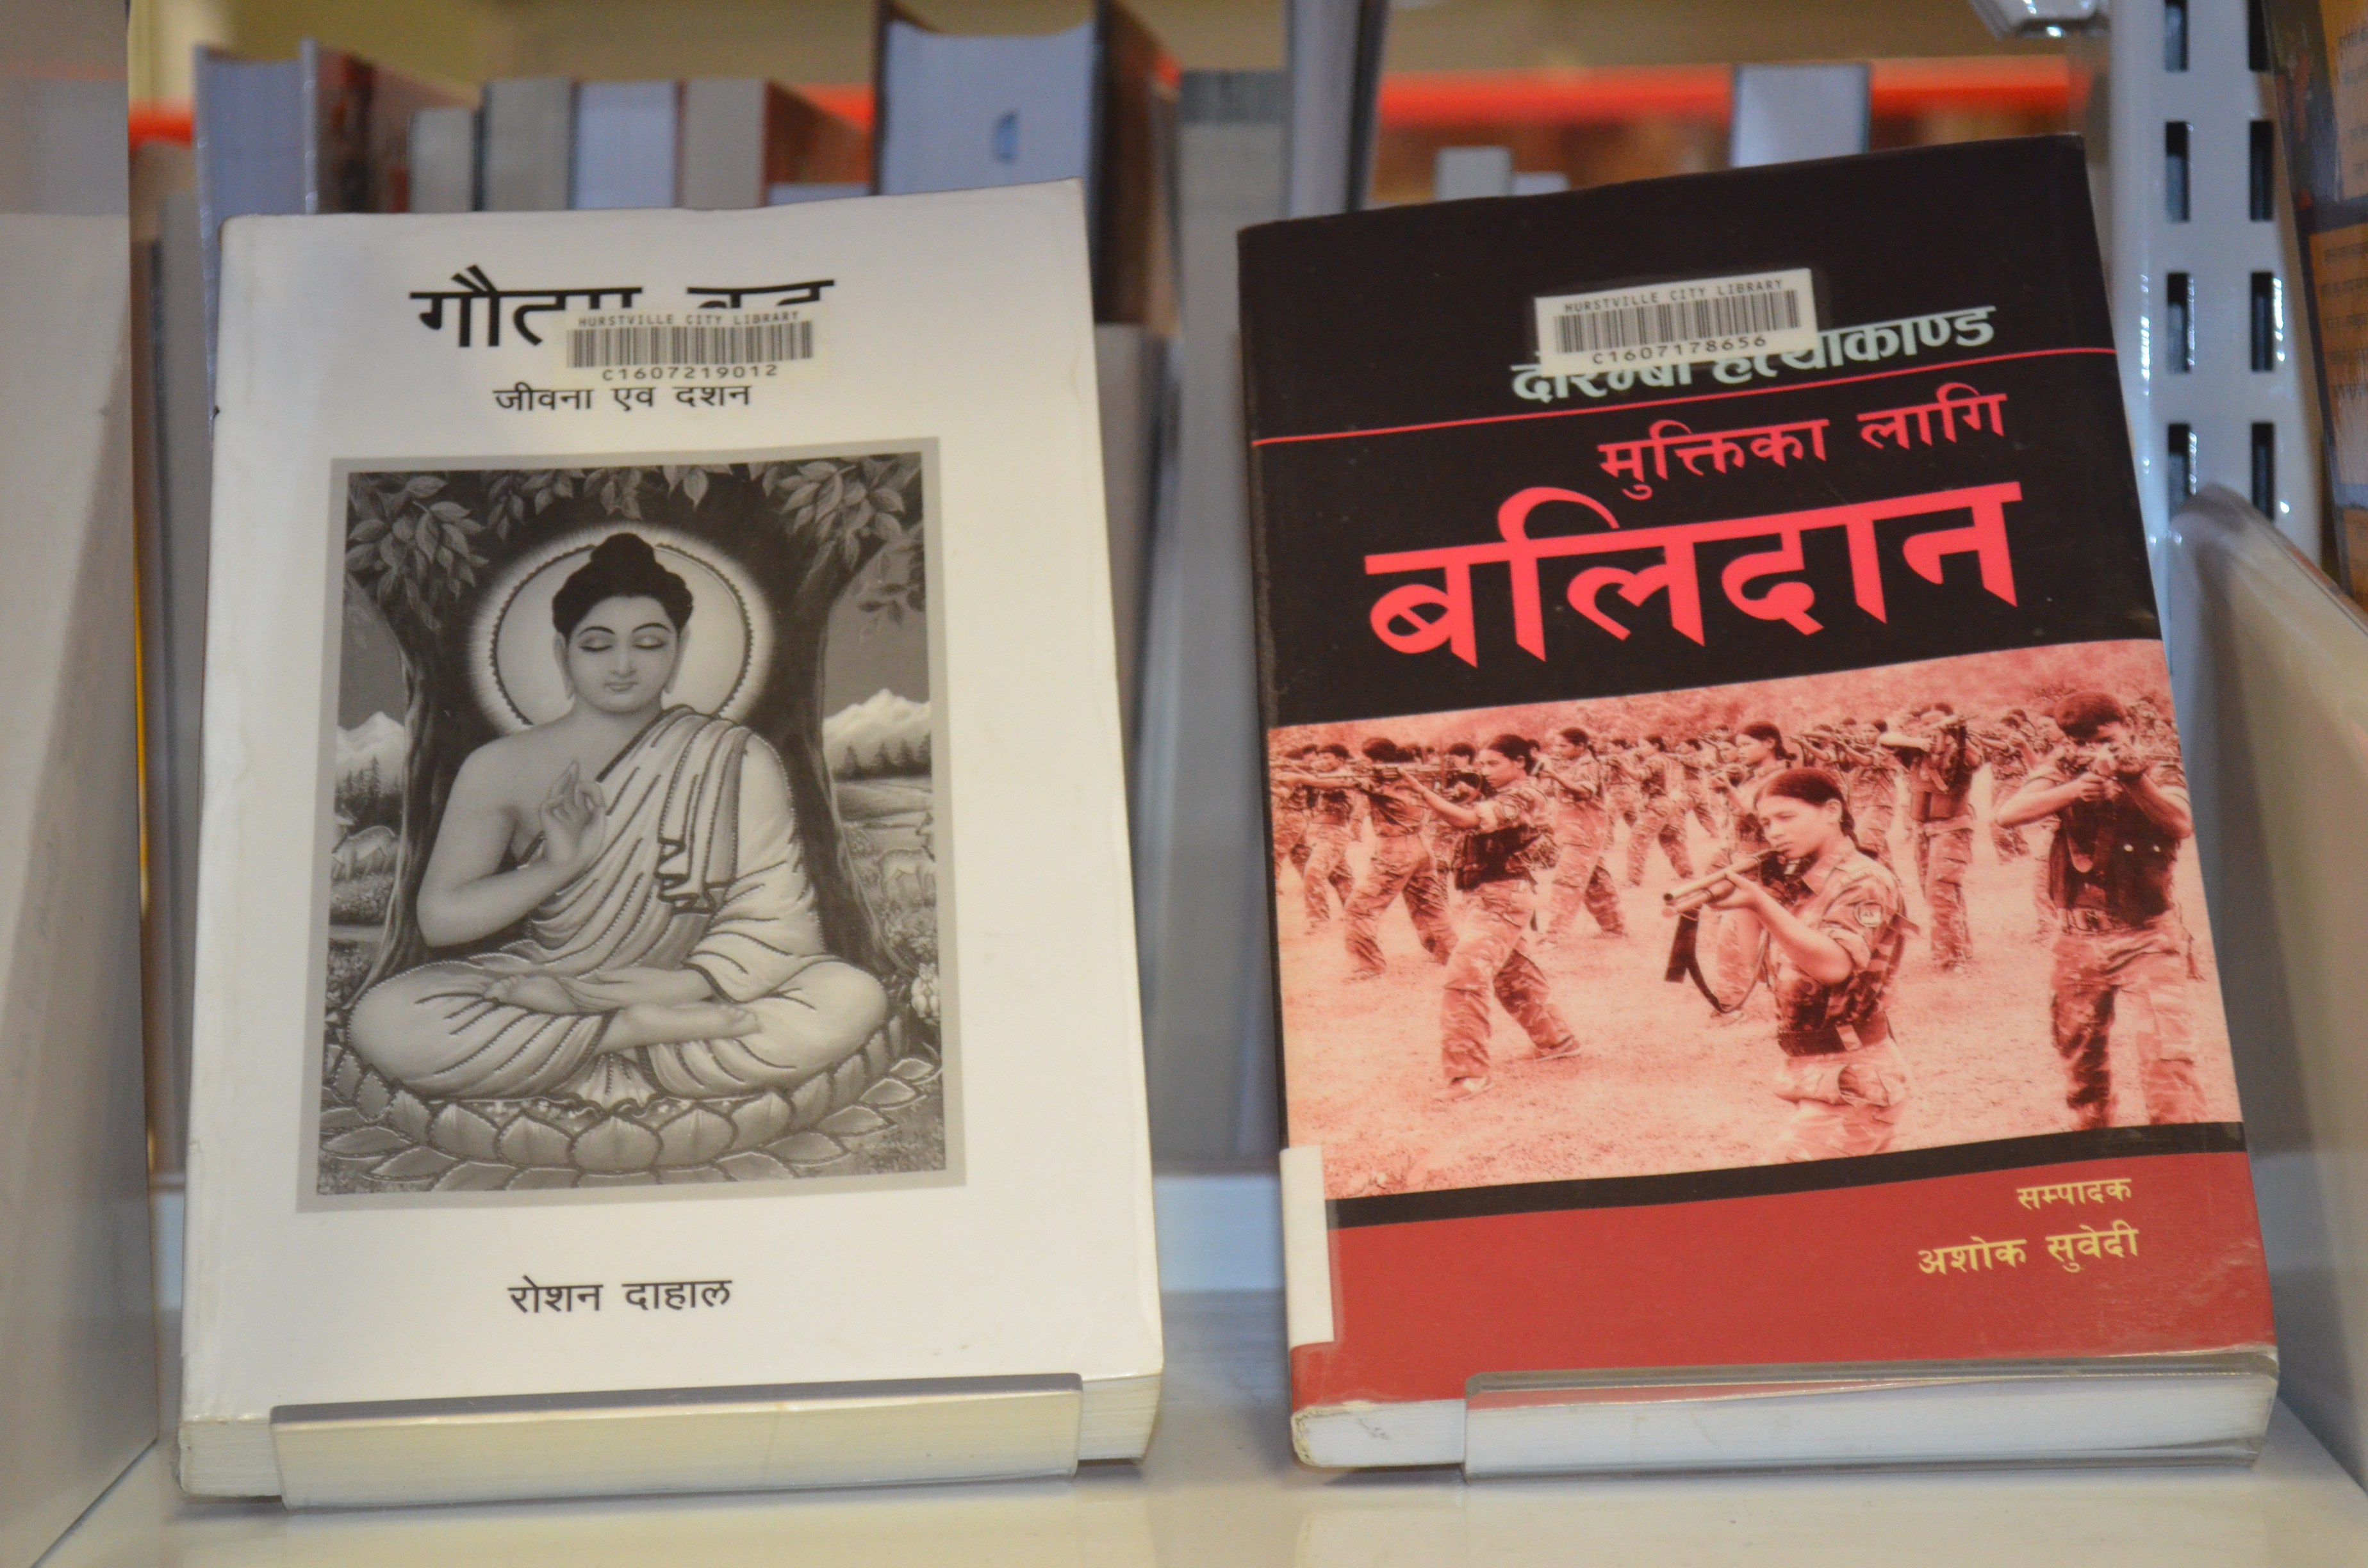 HURSTVILLE CITY LIBRARY
C1607219012
जीवना एव दशन
रोशन दाहाल
HURSTVILLE CITY LIBRARY
C1607178656
मुक्तिका लागि
बलिदान
सम्पादक
अशोक सुवेदी